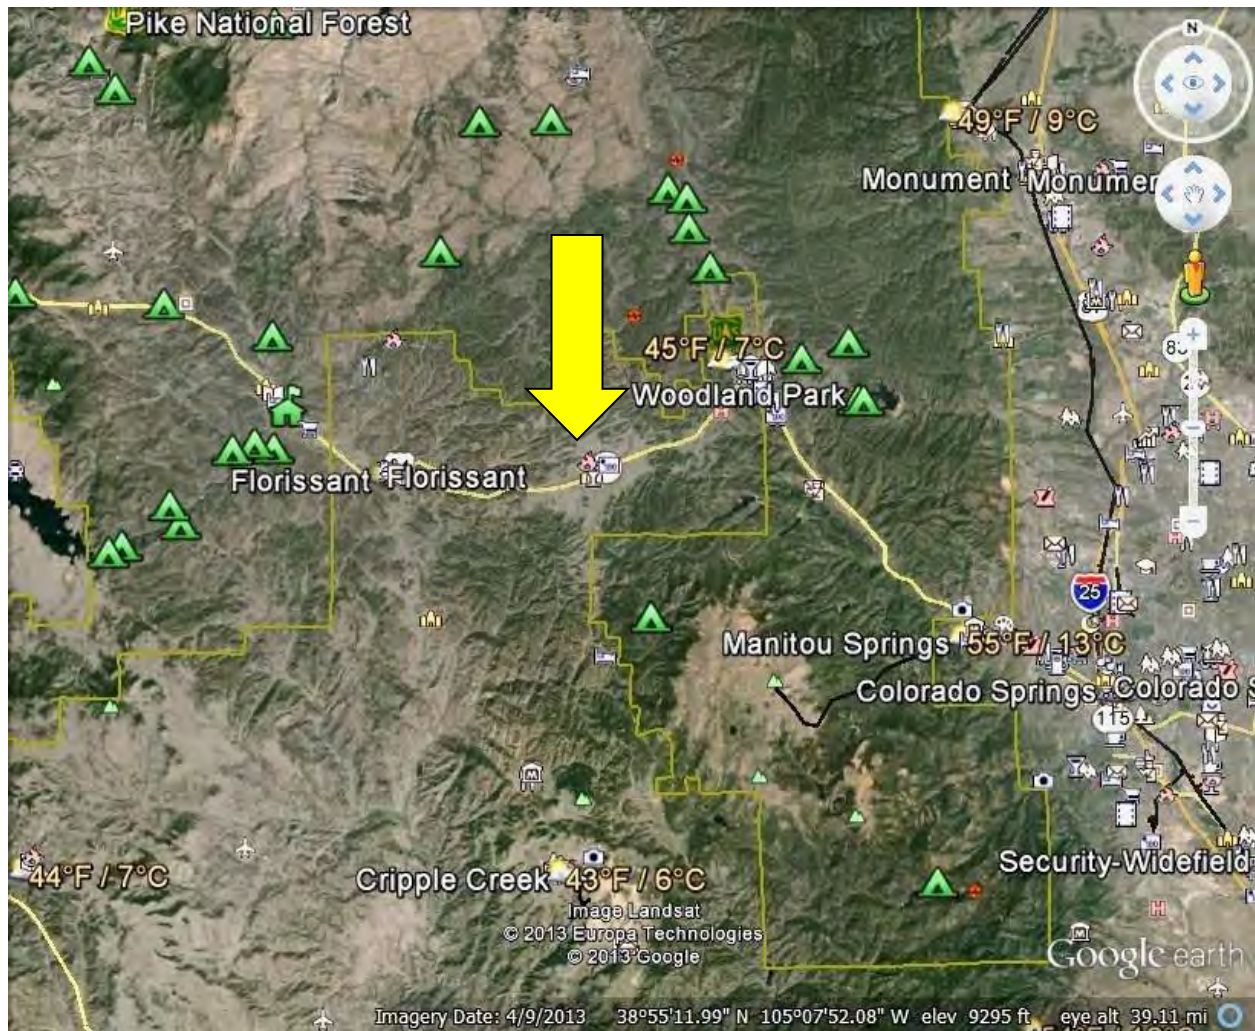 Pike National Forest
N
49°F / 9°C
Monument Monumen
45°F / 7°C
Woodland Park
Florissant Florissant
25
Manitou Springs 55°F / 13°C
Colorado Springs Colorado S
115
Security-Widefield
44°F / 7°C
Cripple Creek 43°F / 6°C
Image Landsat
© 2013 Europa Technologies
© 2013 Google
Google earth
Imagery Date: 4/9/2013 38°55'11.99" N 105°07'52.08" W elev 9295 ft eye alt 39.11 mi